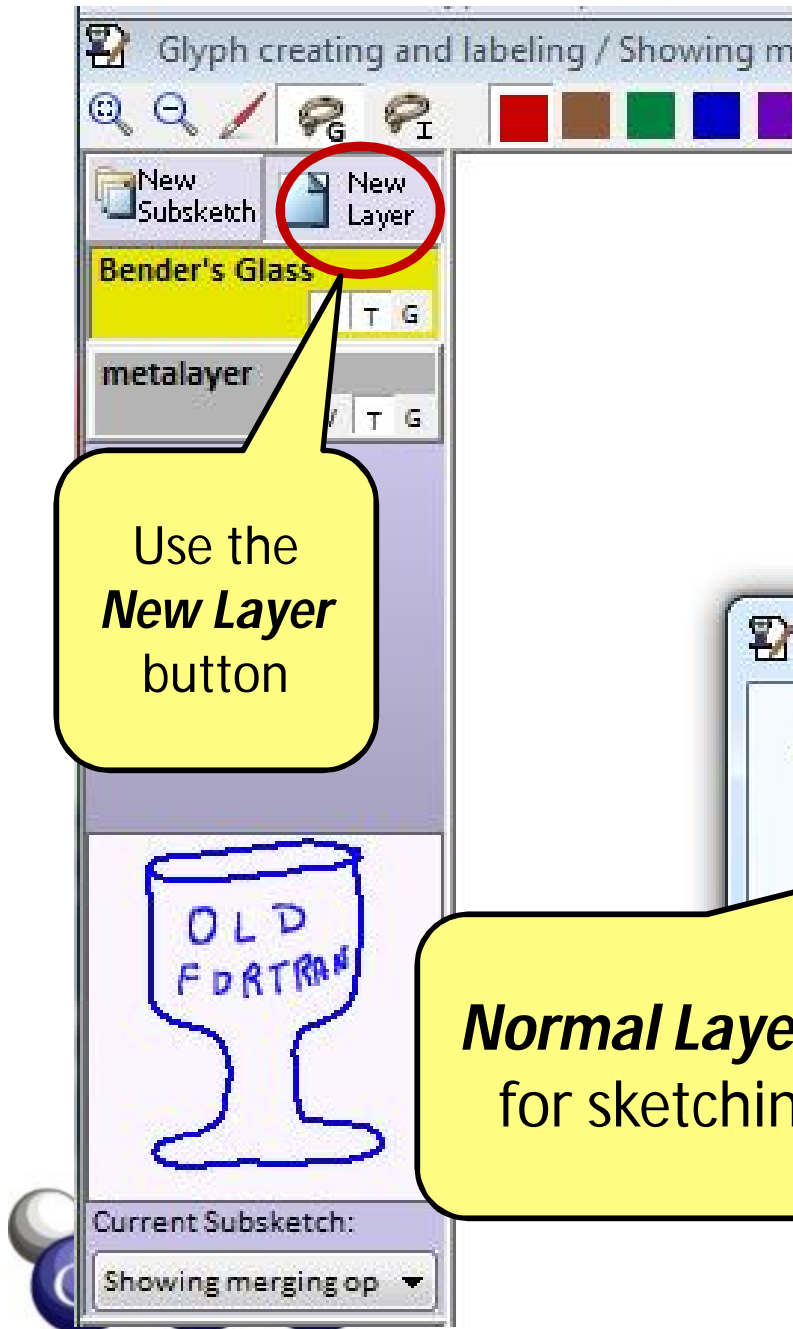 Glyph creating and labeling / Showing m
G I
New Subsketch
New Layer
Bender's Glass
T G
metalayer
V T G
Use the
New Layer
button
OLD
FORTRAN
Normal Laye
for sketchin
Current Subsketch:
Showing merging op